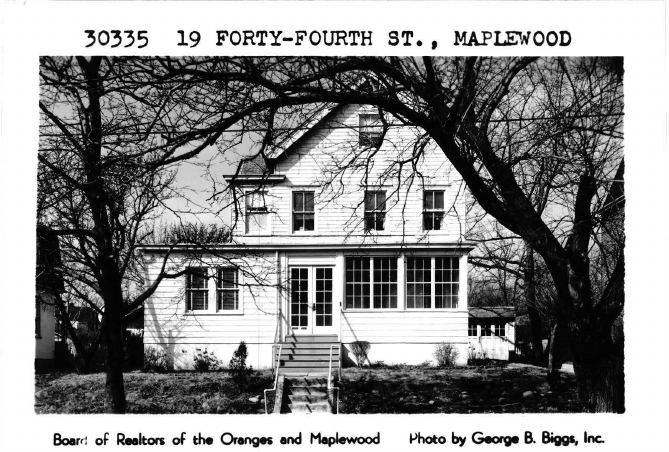 30335 19 FORTY-FOURTH ST., MAPLEWOOD
Board of Realtors of the Oranges and Maplewood Photo by George B. Biggs, Inc.